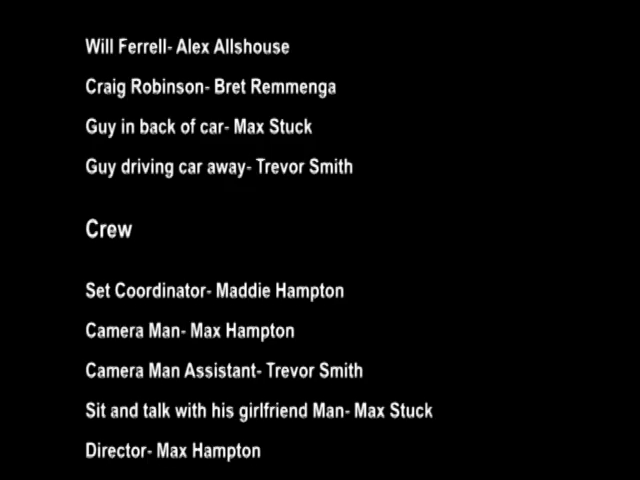 Will Ferrell- Alex Allshouse
Craig Robinson- Bret Remmenga
Guy in back of car- Max Stuck
Guy driving car away- Trevor Smith
Crew
Set Coordinator- Maddie Hampton
Camera Man- Max Hampton
Camera Man Assistant- Trevor Smith
Sit and talk with his girlfriend Man- Max Stuck
Director- Max Hampton